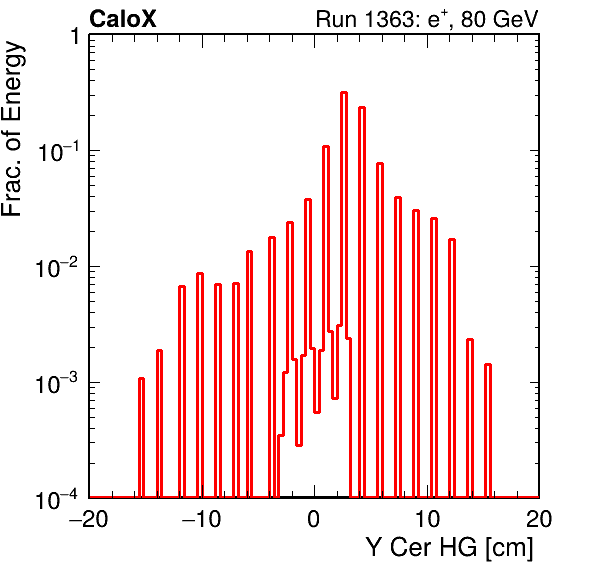 CaloX Run 1363: e⁺, 80 GeV
Frac. of Energy
1
10⁻¹
10⁻²
10⁻³
10⁻⁴
−20 −10 0 10 20
Y Cer HG [cm]